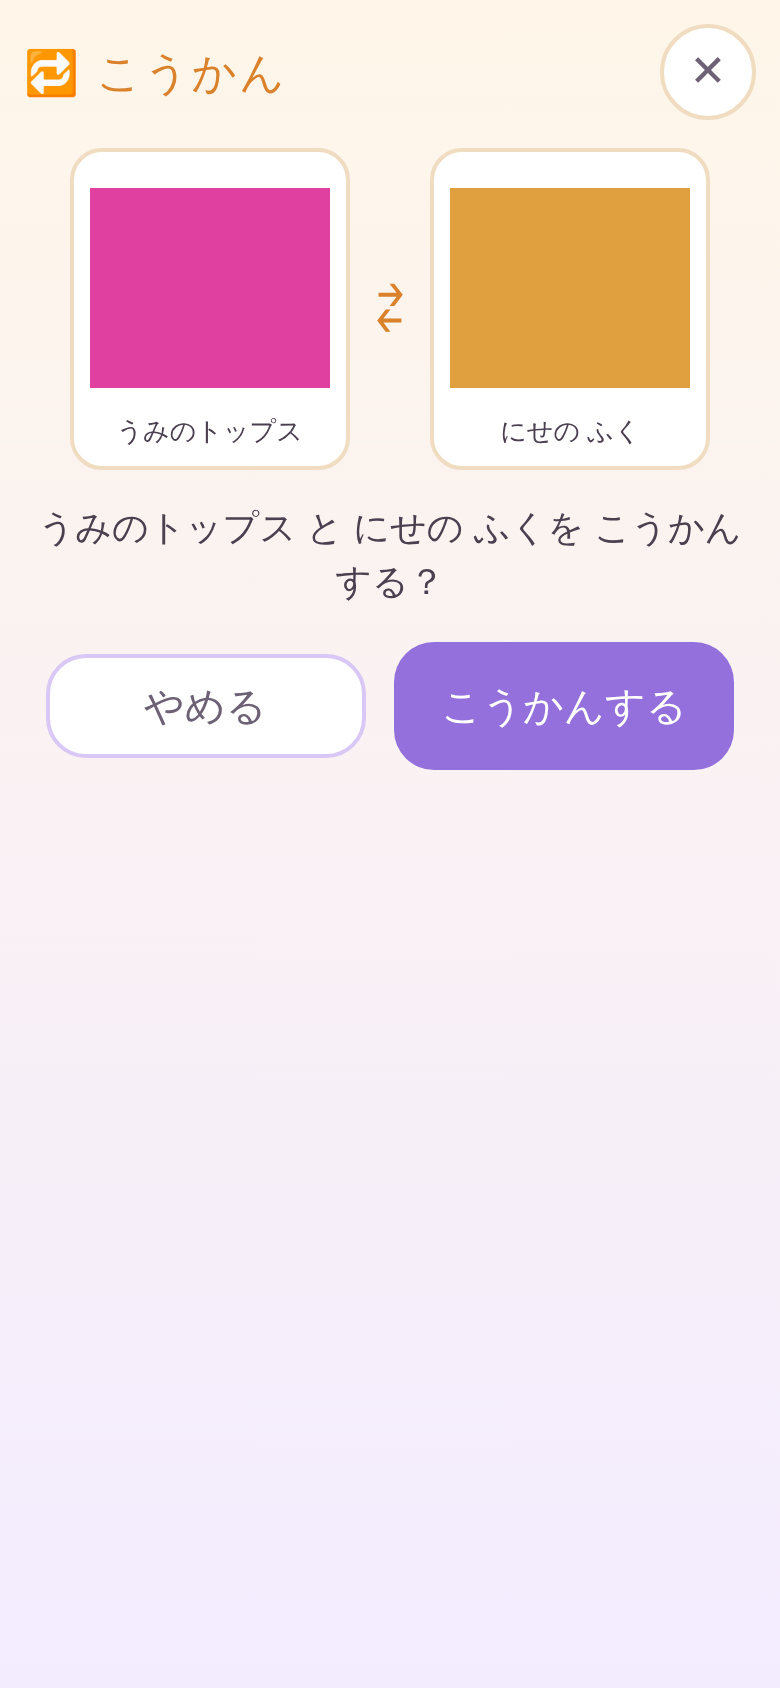 🔁 こうかん
✕
うみのトップス
⇄
にせの ふく
うみのトップス と にせの ふくを こうかん
する？
やめる
こうかんする